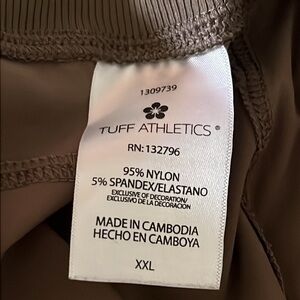 1309739
TUFF ATHLETICS®
RN: 132796
95% NYLON
5% SPANDEX/ELASTANO
EXCLUSIVE OF DECORATION/
EXCLUSIVO DE LA DECORACION
MADE IN CAMBODIA
HECHO EN CAMBOYA
XXL